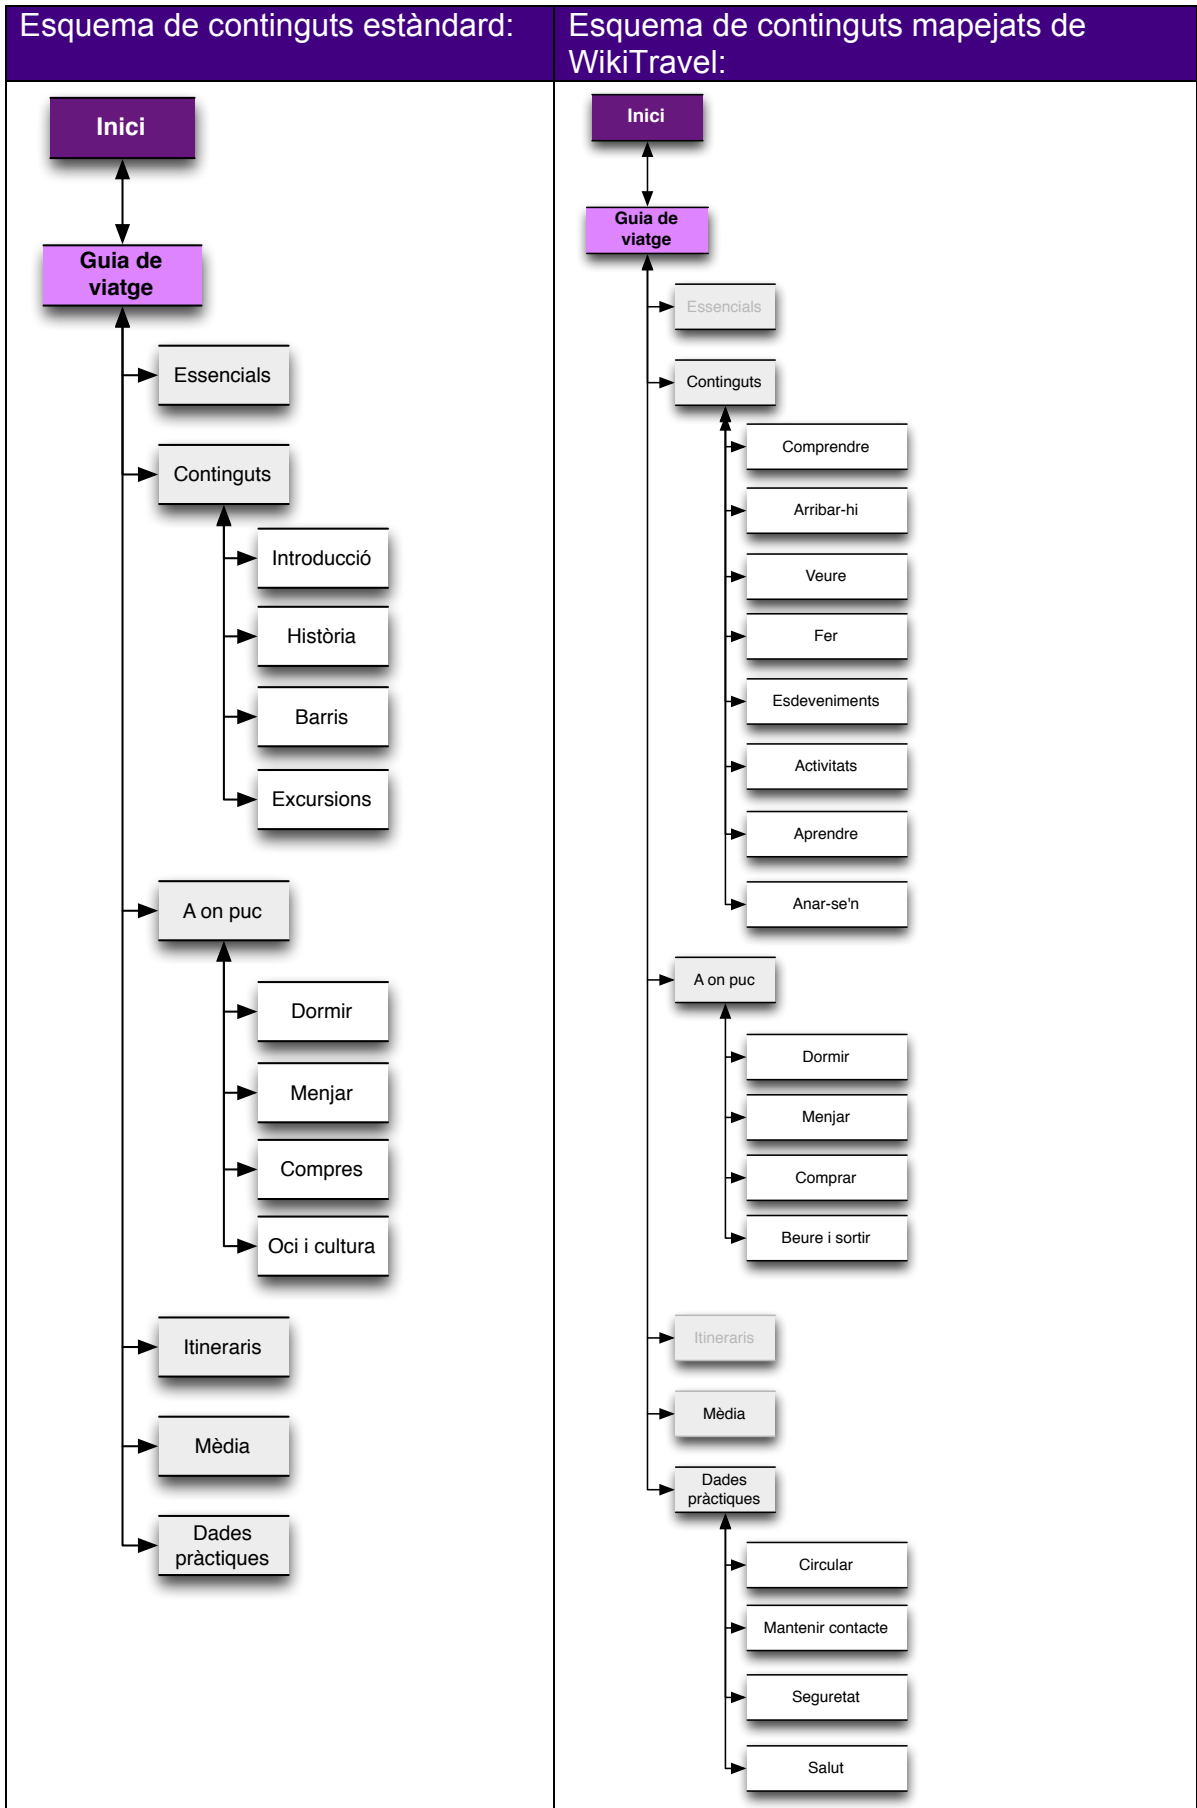 Esquema de continguts estàndard:
Inici
Guia de
viatge
Essencials
Continguts
Introducció
Història
Barris
Excursions
A on puc
Dormir
Menjar
Compres
Oci i cultura
Itineraris
Mèdia
Dades
pràctiques
Esquema de continguts mapejats de
WikiTravel:
Inici
Guia de
viatge
Essencials
Continguts
Comprendre
Arribar-hi
Veure
Fer
Esdeveniments
Activitats
Aprendre
Anar-se'n
A on puc
Dormir
Menjar
Comprar
Beure i sortir
Itineraris
Mèdia
Dades
pràctiques
Circular
Mantenir contacte
Seguretat
Salut